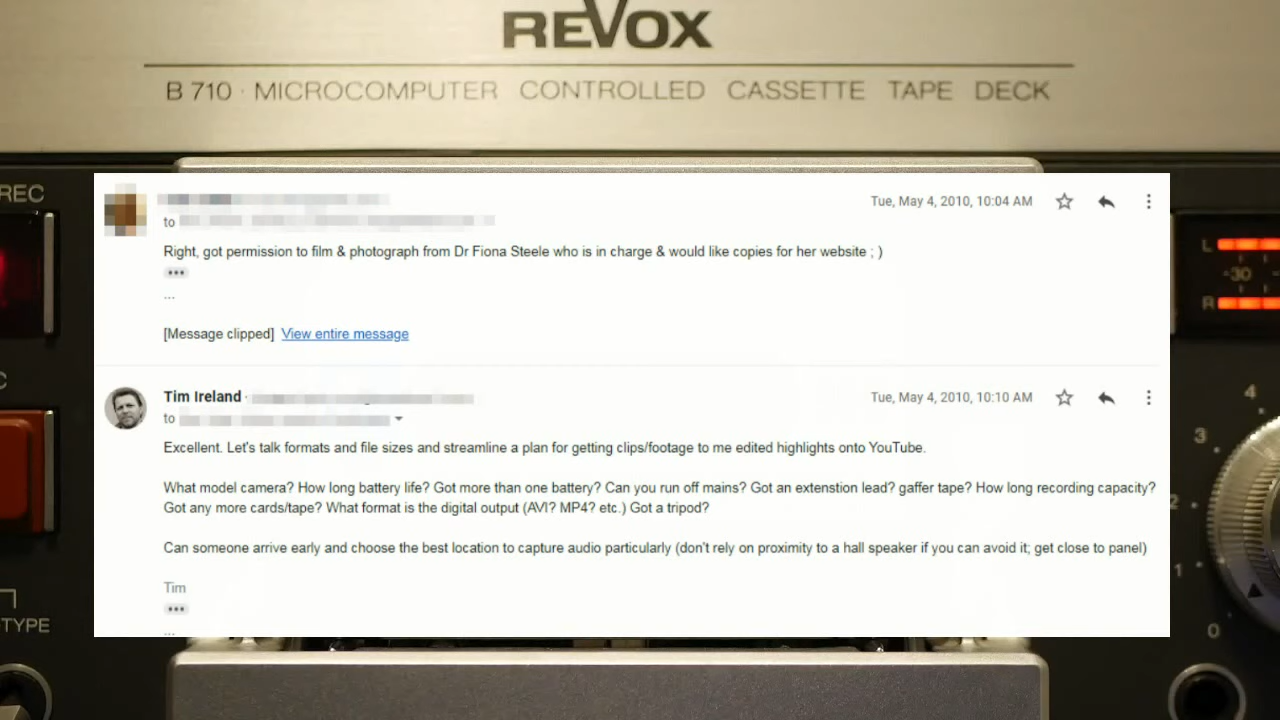 REVOX
B 710 · MICROCOMPUTER CONTROLLED CASSETTE TAPE DECK
REC
Tue, May 4, 2010, 10:04 AM
to
Right, got permission to film & photograph from Dr Fiona Steele who is in charge & would like copies for her website ; )
...
[Message clipped] View entire message
Tim Ireland
Tue, May 4, 2010, 10:10 AM
to
Excellent. Let's talk formats and file sizes and streamline a plan for getting clips/footage to me edited highlights onto YouTube.
What model camera? How long battery life? Got more than one battery? Can you run off mains? Got an extenstion lead? gaffer tape? How long recording capacity?
Got any more cards/tape? What format is the digital output (AVI? MP4? etc.) Got a tripod?
Can someone arrive early and choose the best location to capture audio particularly (don't rely on proximity to a hall speaker if you can avoid it; get close to panel)
Tim
...
L
-30
R
4
3
2
1
0
TYPE